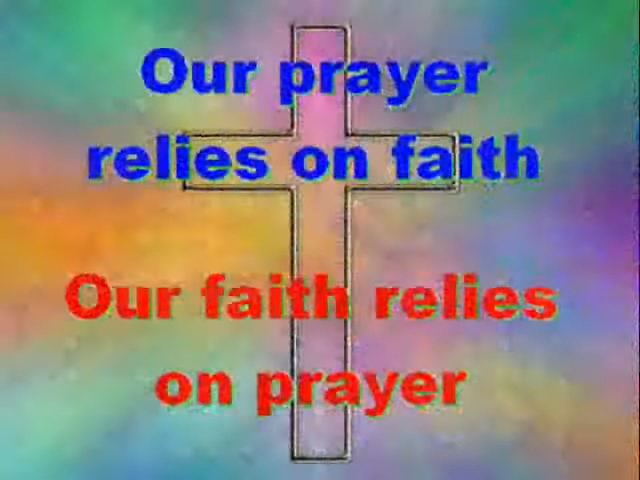 Our prayer
relies on faith
Our faith relies
on prayer